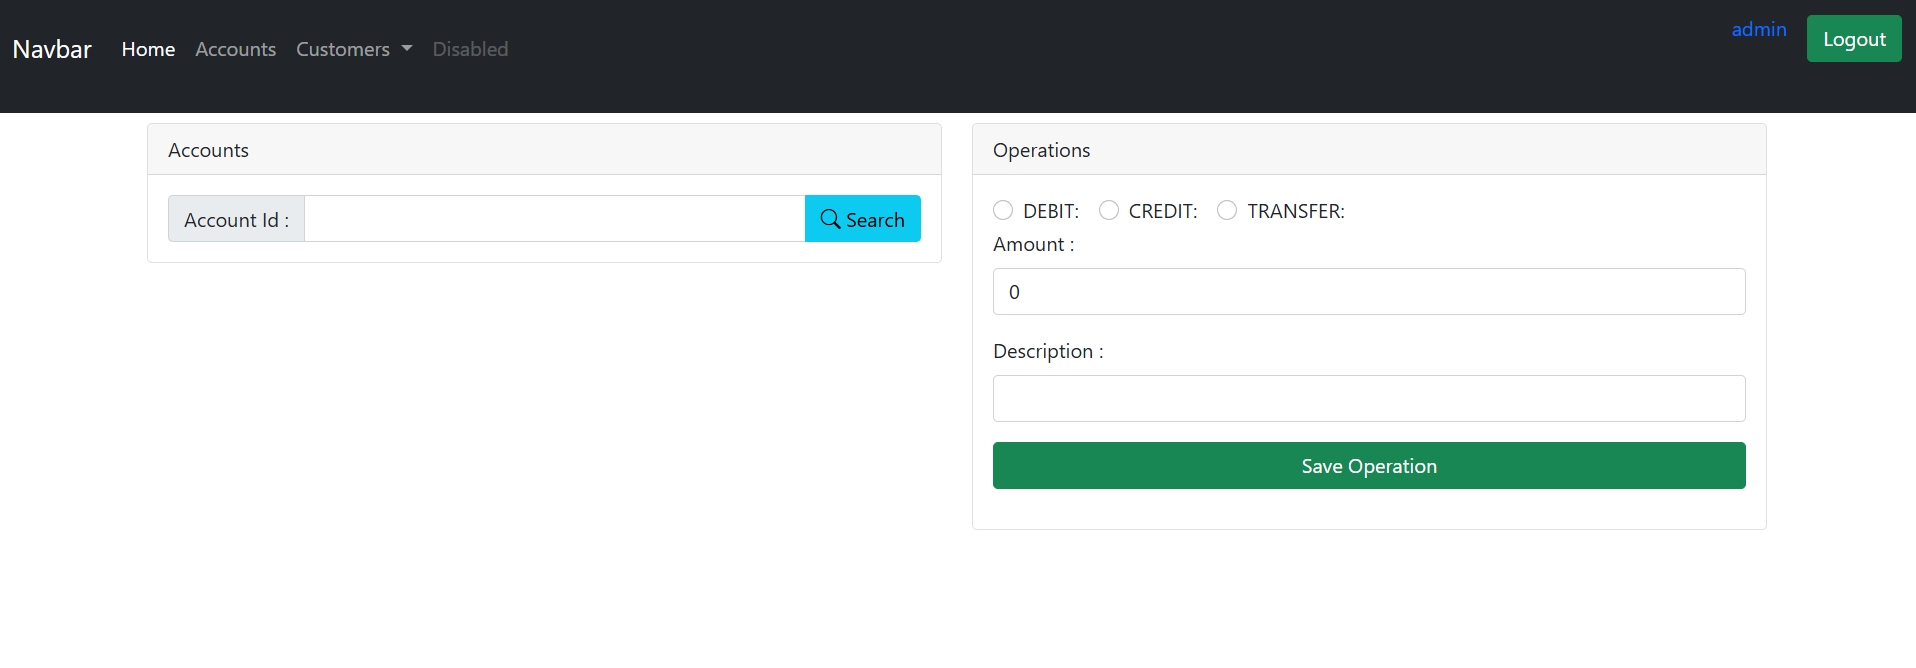 Navbar Home Accounts Customers Disabled admin Logout
Accounts
Account Id : Search
Operations
DEBIT: CREDIT: TRANSFER:
Amount :
0
Description :
Save Operation